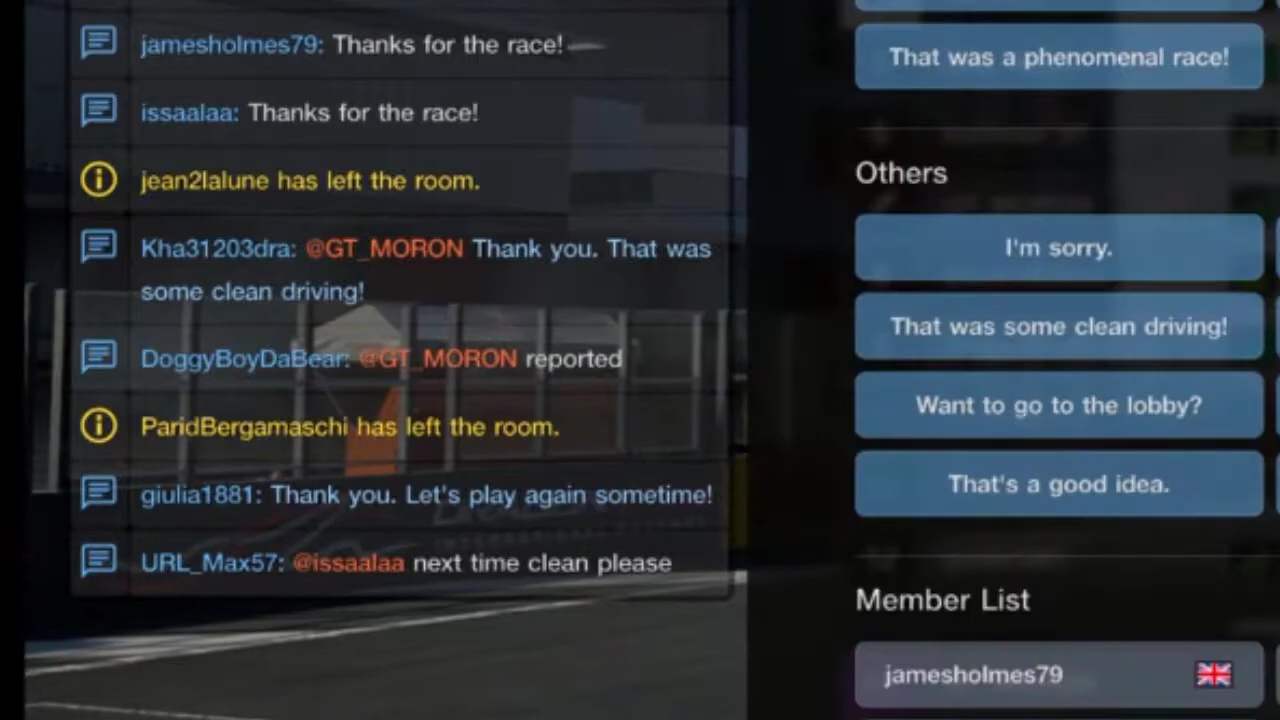 jamesholmes79: Thanks for the race!
issaalaa: Thanks for the race!
jean2lalune has left the room.
Kha31203dra: @GT_MORON Thank you. That was
some clean driving!
DoggyBoyDaBear: @GT_MORON reported
ParidBergamaschi has left the room.
giulia1881: Thank you. Let's play again sometime!
URL_Max57: @issaalaa next time clean please
That was a phenomenal race!
Others
I'm sorry.
That was some clean driving!
Want to go to the lobby?
That's a good idea.
Member List
jamesholmes79